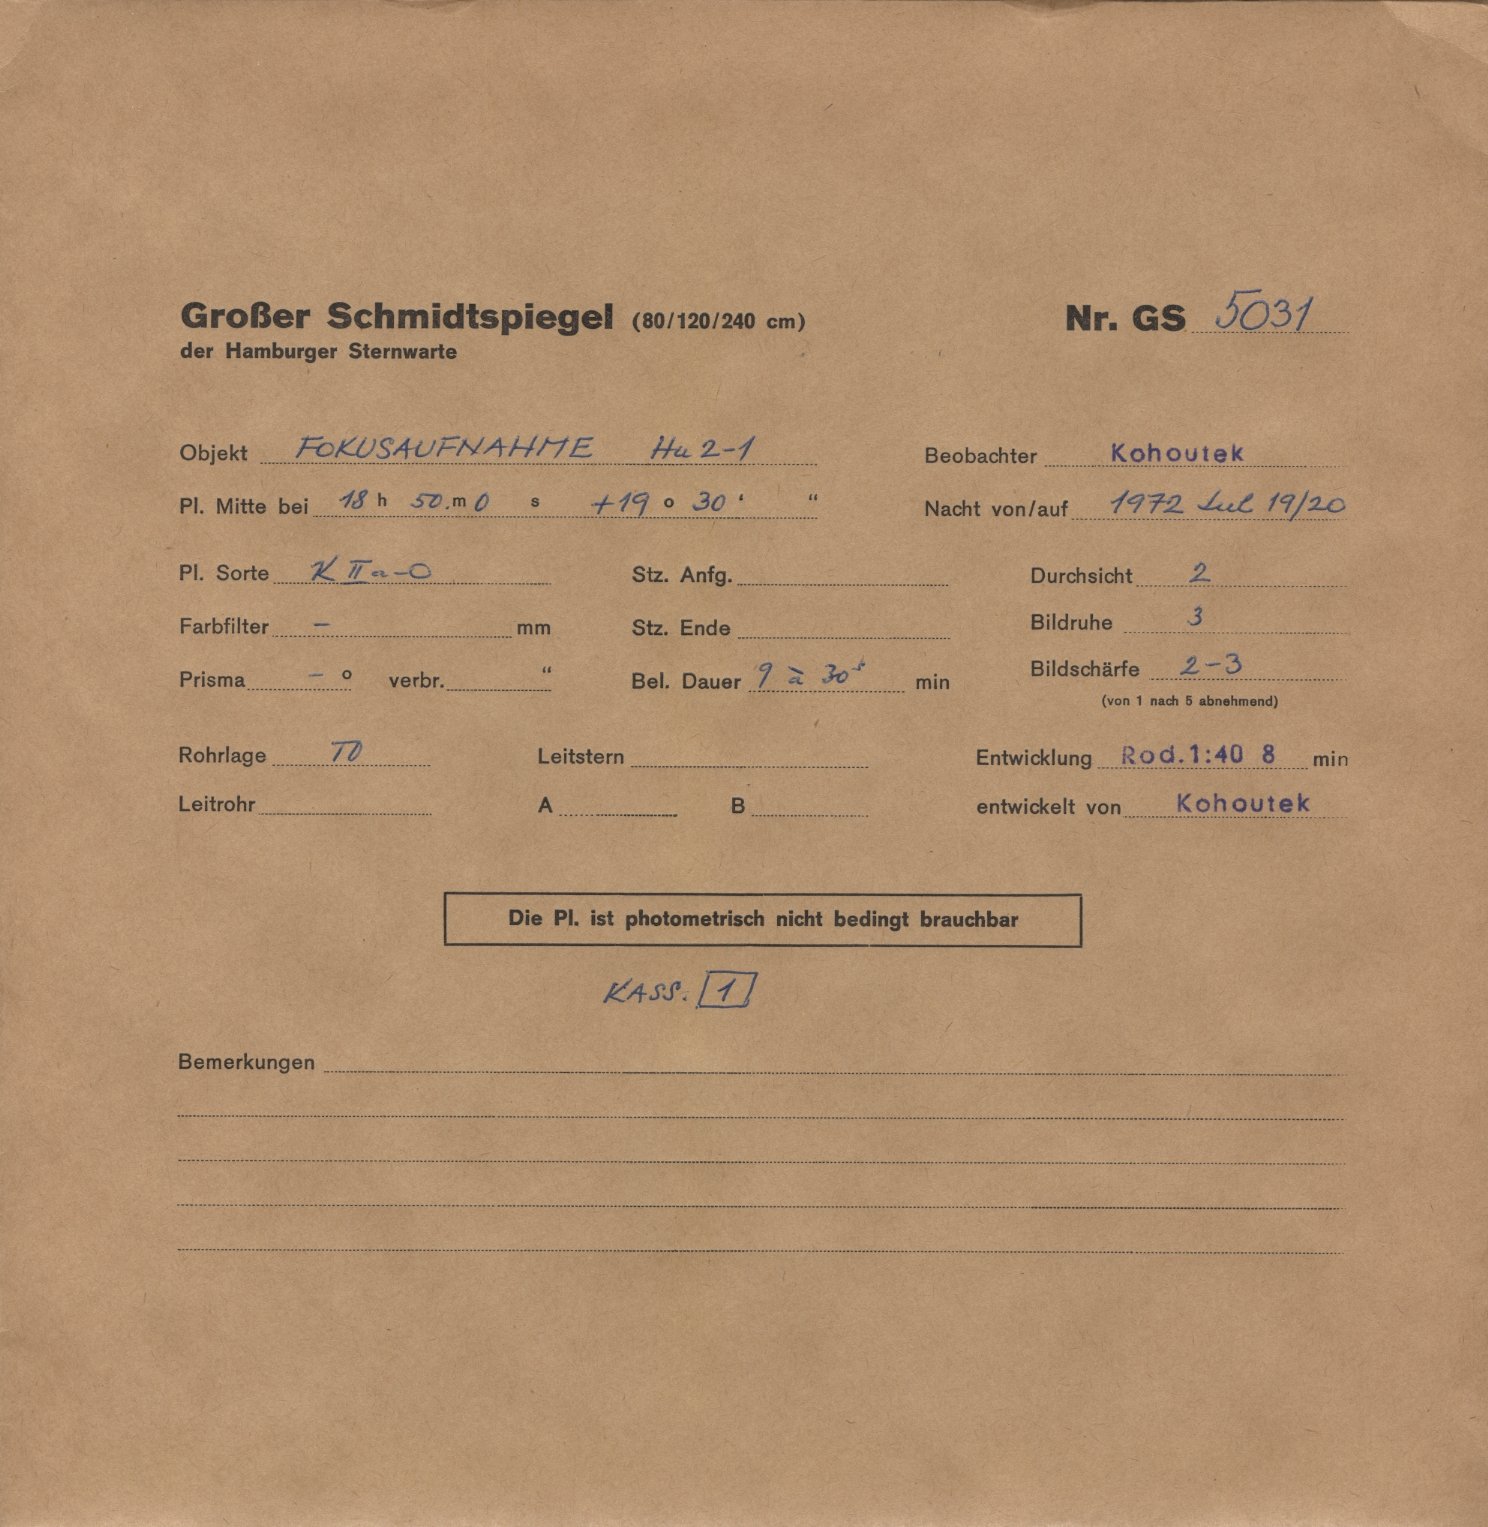 Großer Schmidtspiegel (80/120/240 cm) Nr. GS 5031
der Hamburger Sternwarte
Objekt FOKUSAUFNAHME Hu 2-1 Beobachter Kohoutek
Pl. Mitte bei 18 h 50. m 0 s +19 o 30 ' " Nacht von/auf 1972 Jul 19/20
Pl. Sorte K IIa-O Stz. Anfg. Durchsicht 2
Farbfilter – mm Stz. Ende Bildruhe 3
Prisma – o verbr. " Bel. Dauer 9 à 30s min Bildschärfe 2-3
(von 1 nach 5 abnehmend)
Rohrlage TO Leitstern Entwicklung Rod.1:40 8 min
Leitrohr A B entwickelt von Kohoutek
Die Pl. ist photometrisch nicht bedingt brauchbar
KASS. 1
Bemerkungen